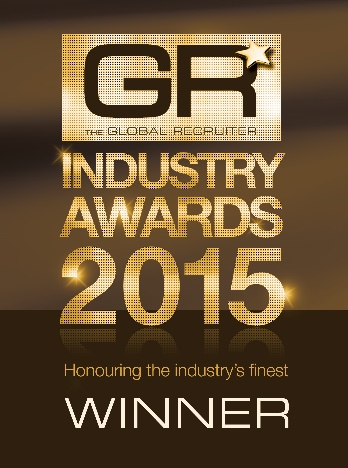 GR
THE GLOBAL RECRUITER
INDUSTRY
AWARDS
2015
Honouring the industry's finest
WINNER